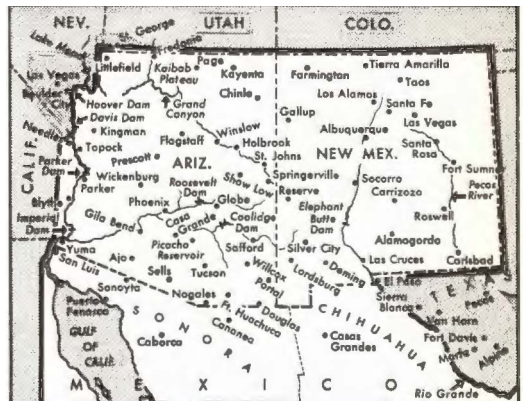 NEV.
UTAH
COLO.
St. George
Fredonia
Lake Mead
Littlefield
Kaibab
Plateau
Page
Kayenta
Farmington
Tierra Amarilla
Taos
Las Vegas
Boulder
City
Chinle
Los Alamos
Santa Fe
Hoover Dam
Davis Dam
Grand
Canyon
Gallup
Las Vegas
Needles
Kingman
Flagstaff
Winslow
Albuquerque
Topock
Holbrook
NEW MEX.
Santa
Rosa
CALIF.
Parker
Dam
Prescott
ARIZ.
St. Johns
Fort Sumner
Wickenburg
Roosevelt
Dam
Show Low
Springerville
Socorro
Pecos
River
Parker
Reserve
Carrizozo
Blyth
Phoenix
Globe
Elephant
Butte
Dam
Roswell
Imperial
Dam
Gila Bend
Casa
Grande
Coolidge
Dam
Alamogordo
Yuma
Picacho
Reservoir
Safford
Silver City
San Luis
Ajo
Willcox
Deming
Las Cruces
Carlsbad
Sells
Tucson
Lordsburg
Portal
El Paso
TEXAS
Sonoyta
Nogales
Sierra
Blanca
Pecos
Puerto
Penasco
Ft. Huachuca
Douglas
CHIHUAHUA
Van Horn
GULF
OF
CALIF.
SONORA
Cananea
Fort Davis
Caborca
Casas
Grandes
Marfa
Alpine
MEXICO
Rio Grande